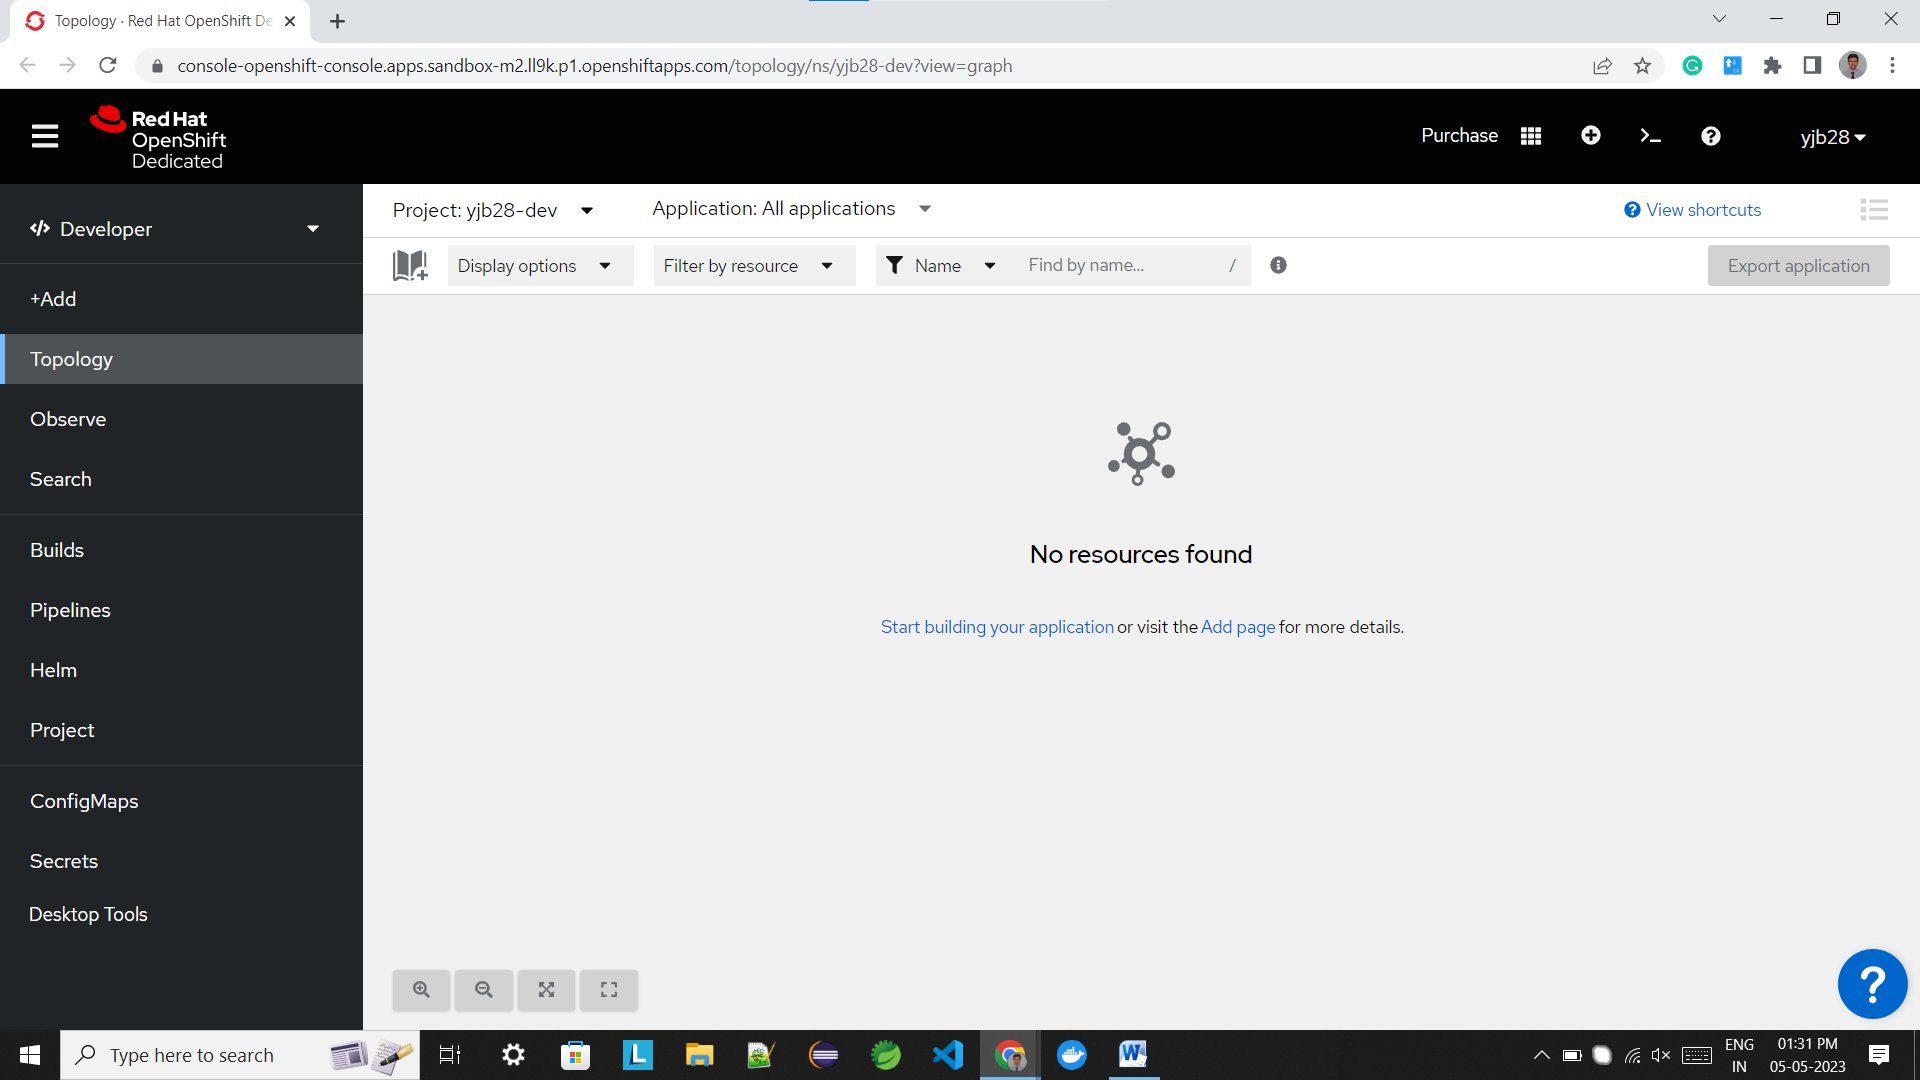 Topology · Red Hat OpenShift De
console-openshift-console.apps.sandbox-m2.ll9k.p1.openshiftapps.com/topology/ns/yjb28-dev?view=graph
Red Hat
OpenShift
Dedicated
Purchase
yjb28
Developer
Project: yjb28-dev
Application: All applications
View shortcuts
Display options
Filter by resource
Name
Find by name...
/
Export application
+Add
Topology
Observe
Search
Builds
Pipelines
Helm
Project
ConfigMaps
Secrets
Desktop Tools
No resources found
Start building your application or visit the Add page for more details.
Type here to search
ENG
IN
01:31 PM
05-05-2023